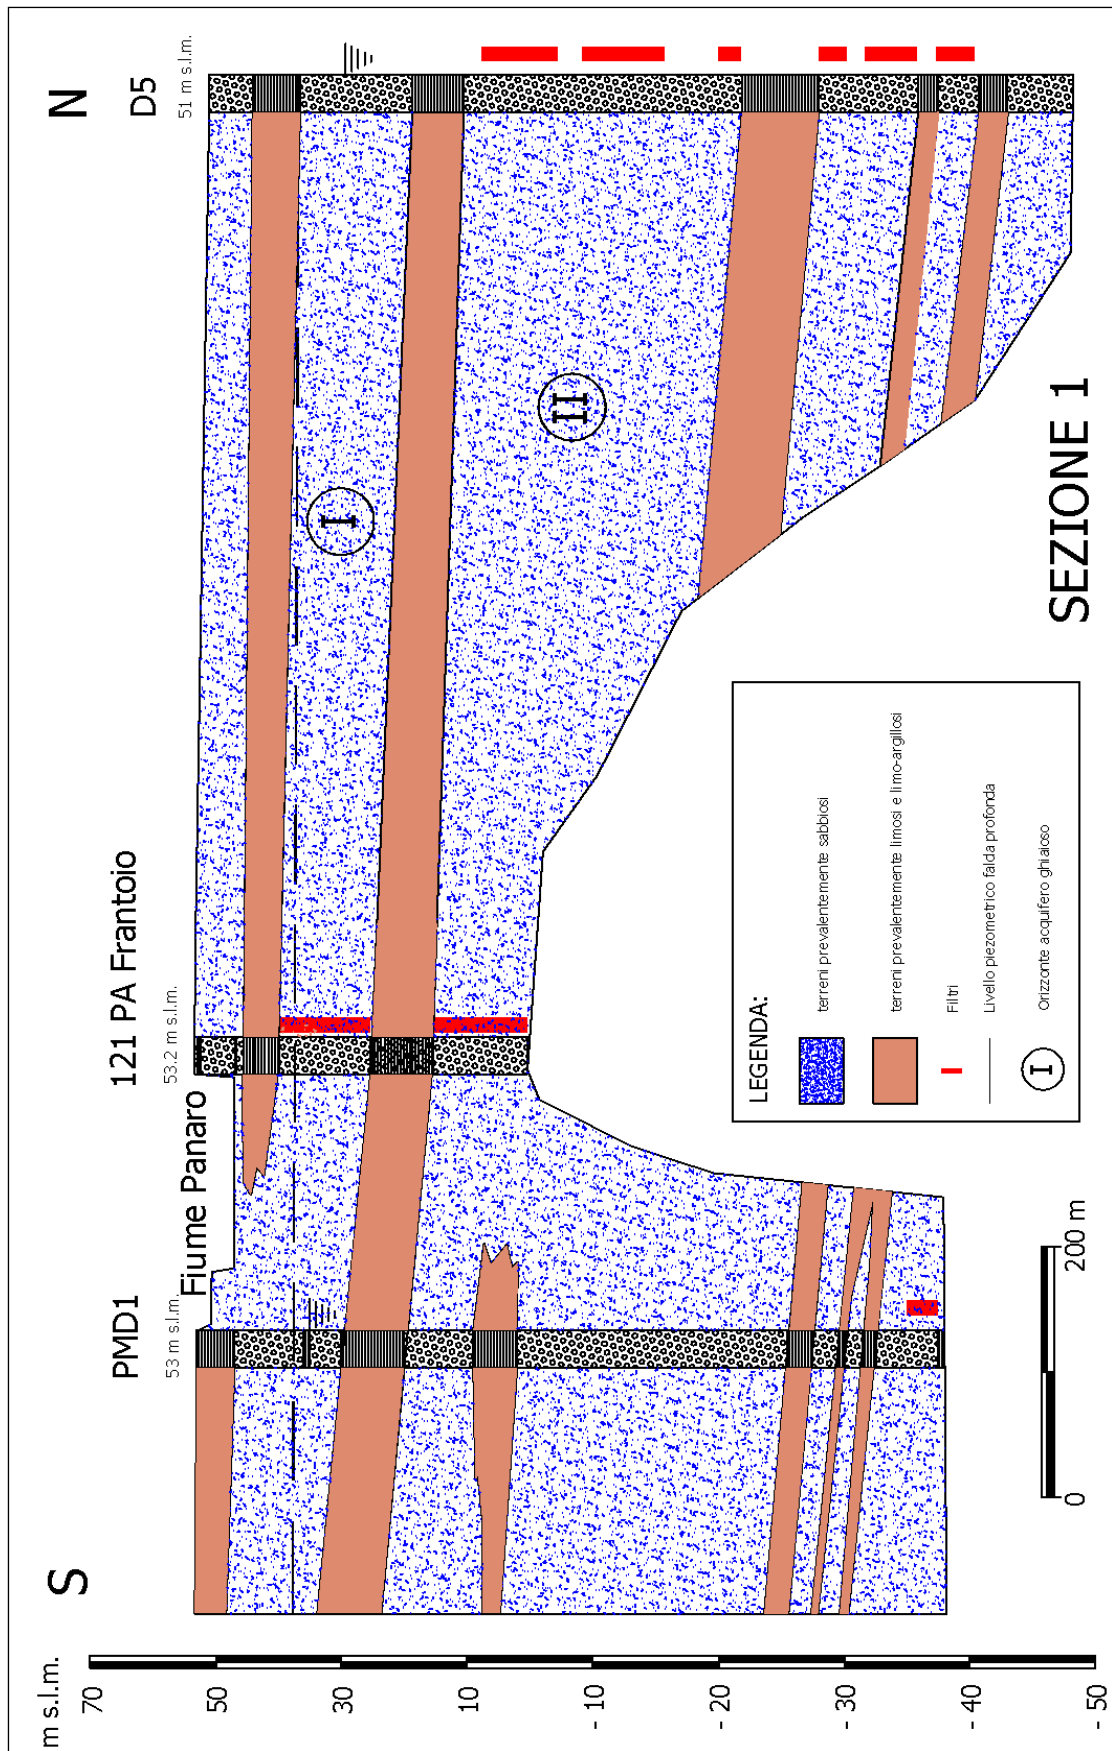 S
N
PMD1
53 m s.l.m.
Fiume Panaro
121 PA Frantoio
53.2 m s.l.m.
D5
51 m s.l.m.
m s.l.m.
70
50
30
10
- 10
- 20
- 30
- 40
- 50
I
II
LEGENDA:
terreni prevalentemente sabbiosi
terreni prevalentemente limosi e limo-argillosi
Filtri
Livello piezometrico falda profonda
I
Orizzonte acquifero ghiaioso
0
200 m
SEZIONE 1